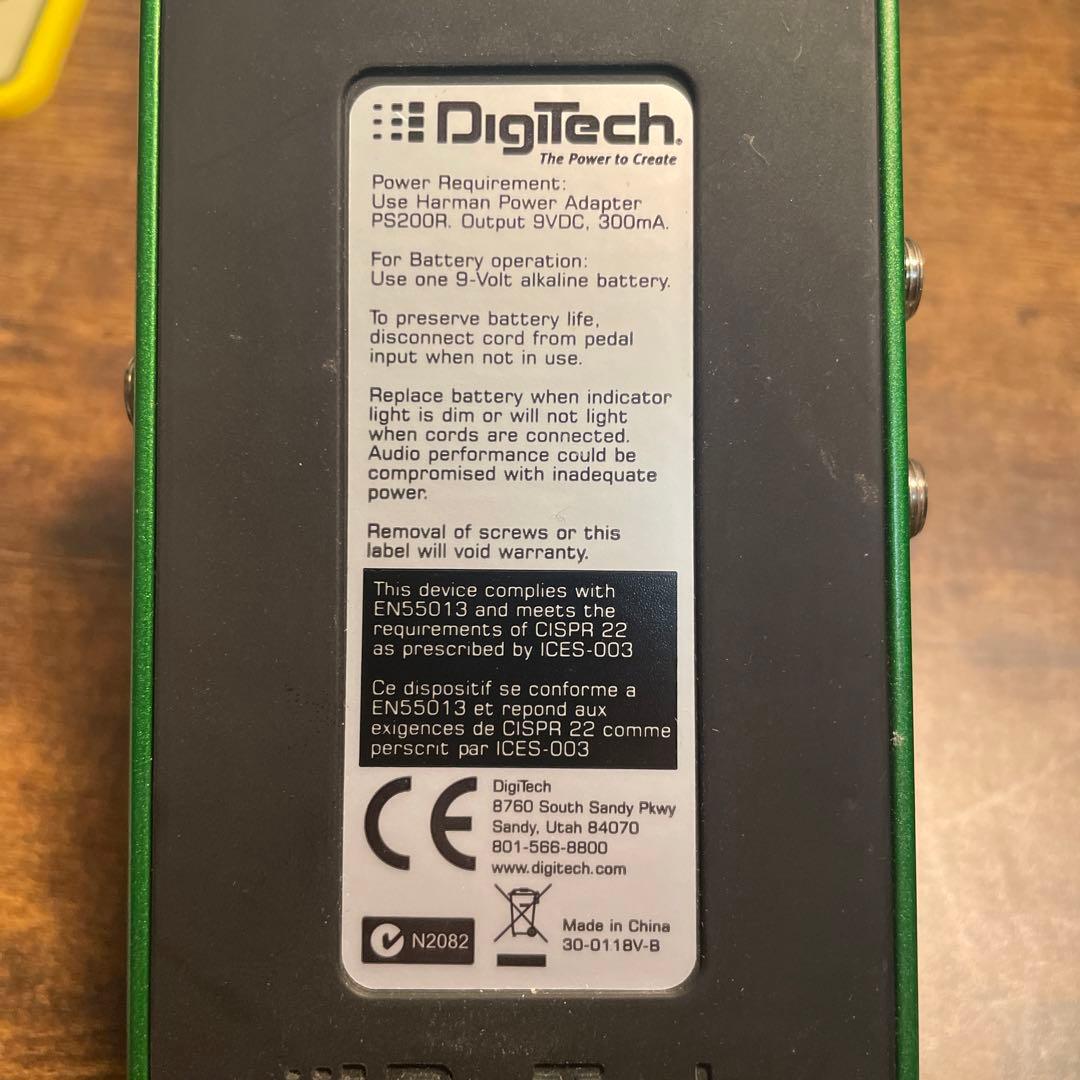 DigiTech
The Power to Create
Power Requirement:
Use Harman Power Adapter
PS200R. Output 9VDC, 300mA.
For Battery operation:
Use one 9-Volt alkaline battery.
To preserve battery life,
disconnect cord from pedal
input when not in use.
Replace battery when indicator
light is dim or will not light
when cords are connected.
Audio performance could be
compromised with inadequate
power.
Removal of screws or this
label will void warranty.
This device complies with
EN55013 and meets the
requirements of CISPR 22
as prescribed by ICES-003
Ce dispositif se conforme a
EN55013 et repond aux
exigences de CISPR 22 comme
perscrit par ICES-003
CE
DigiTech
8760 South Sandy Pkwy
Sandy, Utah 84070
801-566-8800
www.digitech.com
N2082
Made in China
30-0118V-B